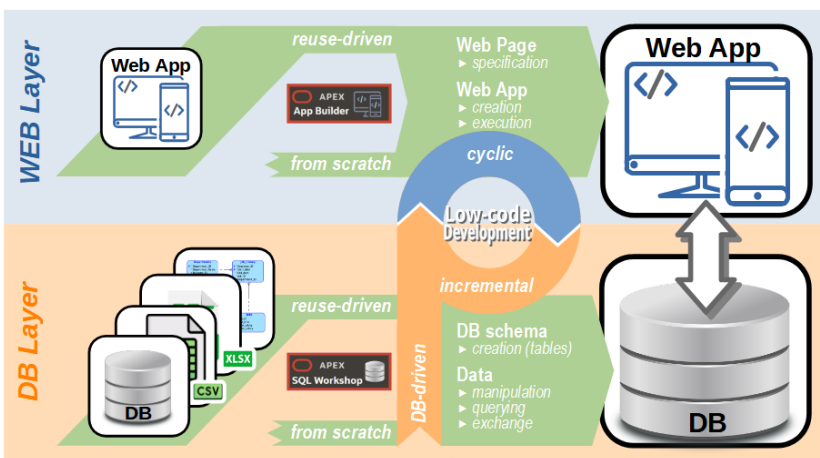 WEB Layer
Web App
</>
</>
reuse-driven
APEX
App Builder
from scratch
Web Page
► specification
Web App
► creation
► execution
Web App
</>
</>
cyclic
Low-code
Development
incremental
DB-driven
DB Layer
XLSX
CSV
DB
reuse-driven
APEX
SQL Workshop
from scratch
DB schema
► creation (tables)
Data
► manipulation
► querying
► exchange
DB